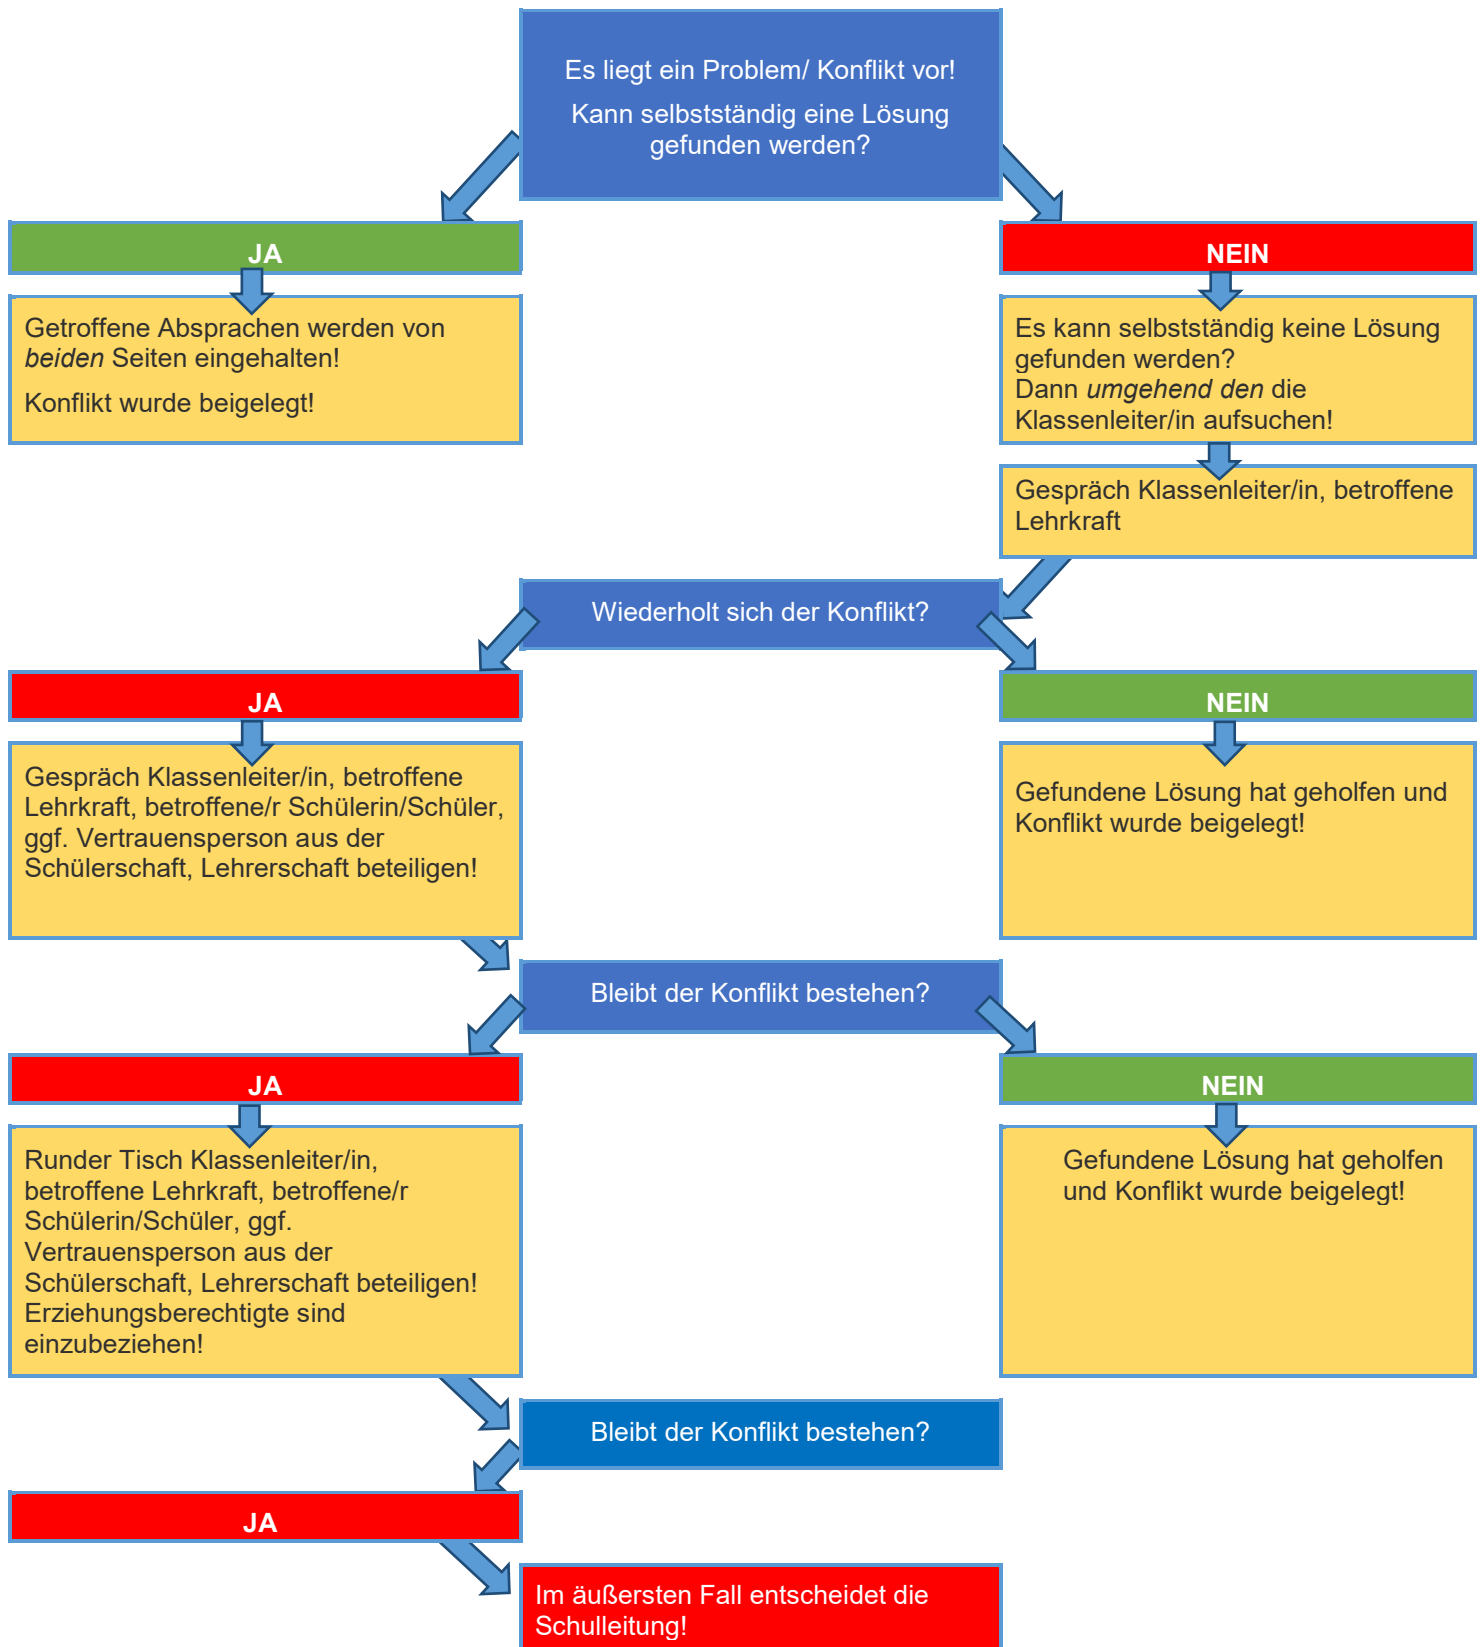 Es liegt ein Problem/ Konflikt vor!
Kann selbstständig eine Lösung
gefunden werden?
JA
NEIN
Getroffene Absprachen werden von
beiden Seiten eingehalten!
Konflikt wurde beigelegt!
Es kann selbstständig keine Lösung
gefunden werden?
Dann umgehend den die
Klassenleiter/in aufsuchen!
Gespräch Klassenleiter/in, betroffene
Lehrkraft
Wiederholt sich der Konflikt?
JA
NEIN
Gespräch Klassenleiter/in, betroffene
Lehrkraft, betroffene/r Schülerin/Schüler,
ggf. Vertrauensperson aus der
Schülerschaft, Lehrerschaft beteiligen!
Gefundene Lösung hat geholfen und
Konflikt wurde beigelegt!
Bleibt der Konflikt bestehen?
JA
NEIN
Runder Tisch Klassenleiter/in,
betroffene Lehrkraft, betroffene/r
Schülerin/Schüler, ggf.
Vertrauensperson aus der
Schülerschaft, Lehrerschaft beteiligen!
Erziehungsberechtigte sind
einzubeziehen!
Gefundene Lösung hat geholfen
und Konflikt wurde beigelegt!
Bleibt der Konflikt bestehen?
JA
Im äußersten Fall entscheidet die
Schulleitung!